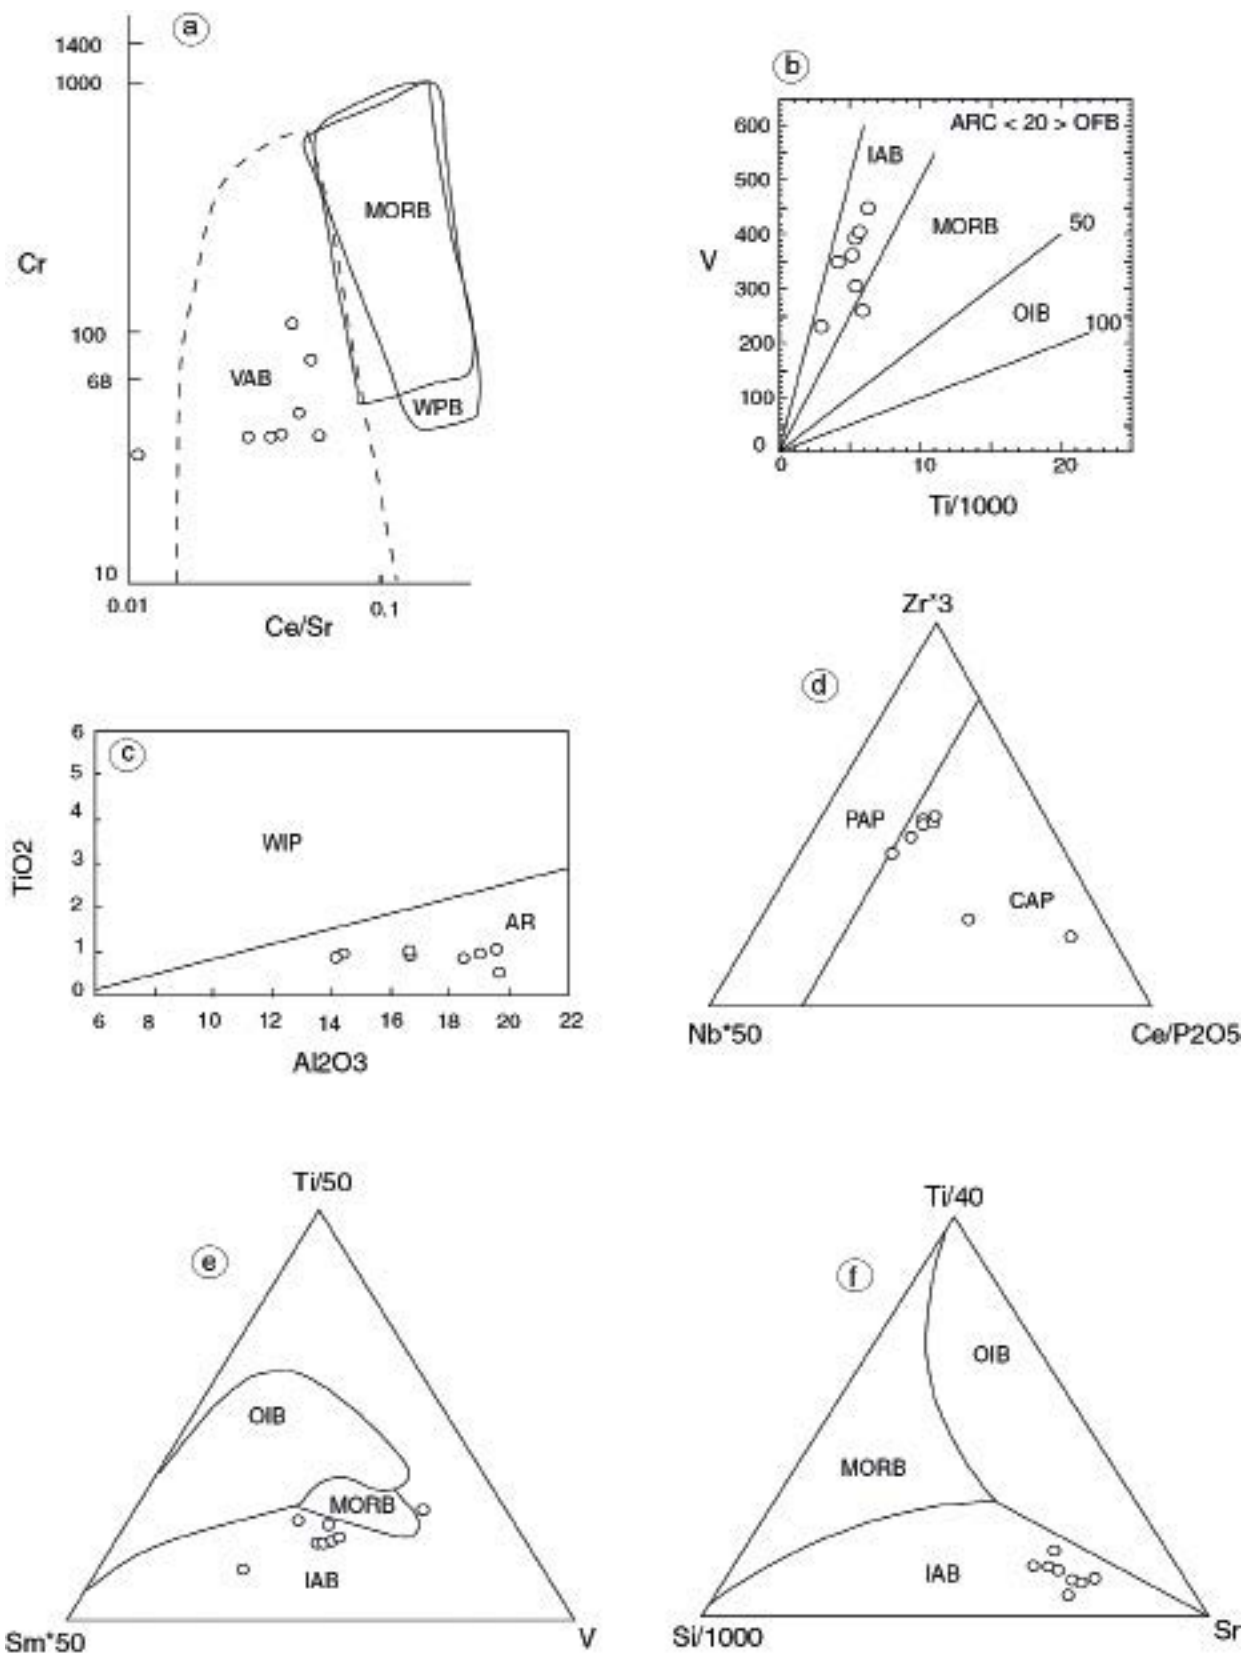 a
1400
1000
MORB
Cr
100
68
VAB
WPB
10
0.01
0.1
Ce/Sr
b
ARC < 20 > OFB
600
IAB
500
MORB
50
400
V
300
OIB
100
200
100
0
0
10
20
Ti/1000
c
6
5
4
WIP
3
TiO2
2
AR
1
0
6 8 10 12 14 16 18 20 22
Al2O3
Zr*3
d
PAP
CAP
Nb*50
Ce/P2O5
Ti/50
e
OIB
MORB
IAB
Sm*50
V
Ti/40
f
OIB
MORB
IAB
Si/1000
Sr